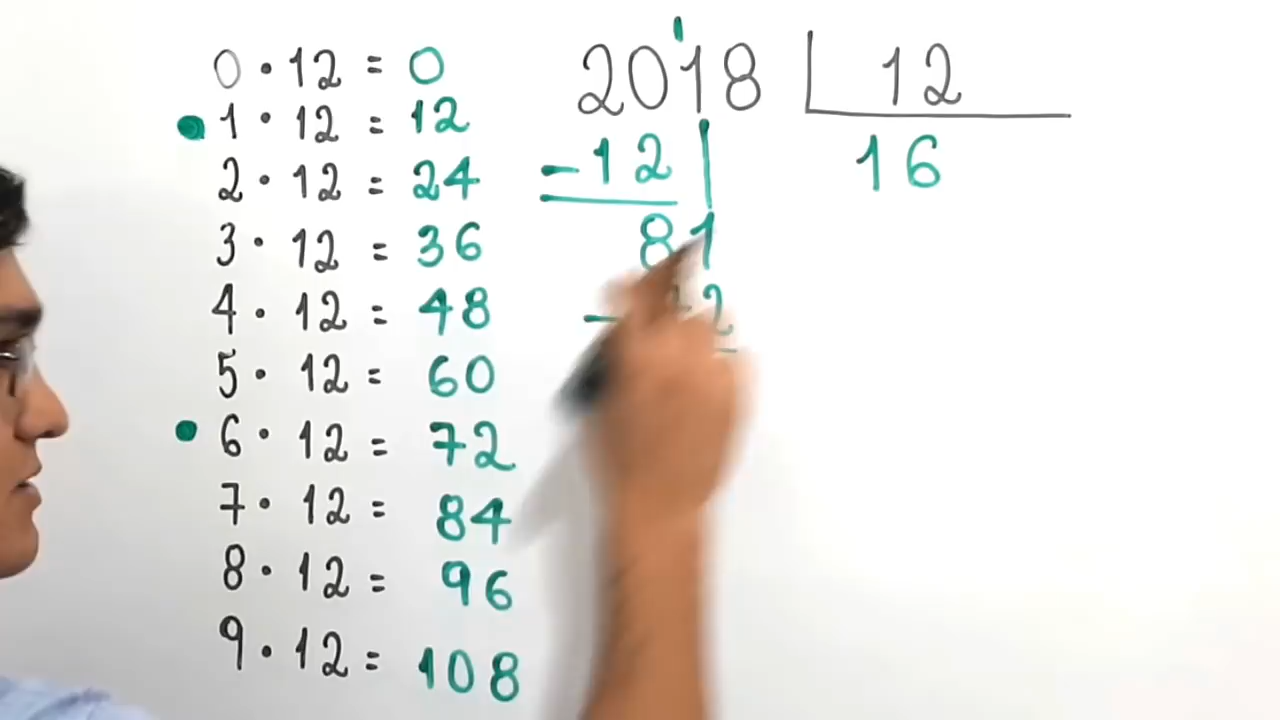 0 · 12 = 0
1 · 12 = 12
2 · 12 = 24
3 · 12 = 36
4 · 12 = 48
5 · 12 = 60
6 · 12 = 72
7 · 12 = 84
8 · 12 = 96
9 · 12 = 108
2018 | 12
-12
16
81
- 2